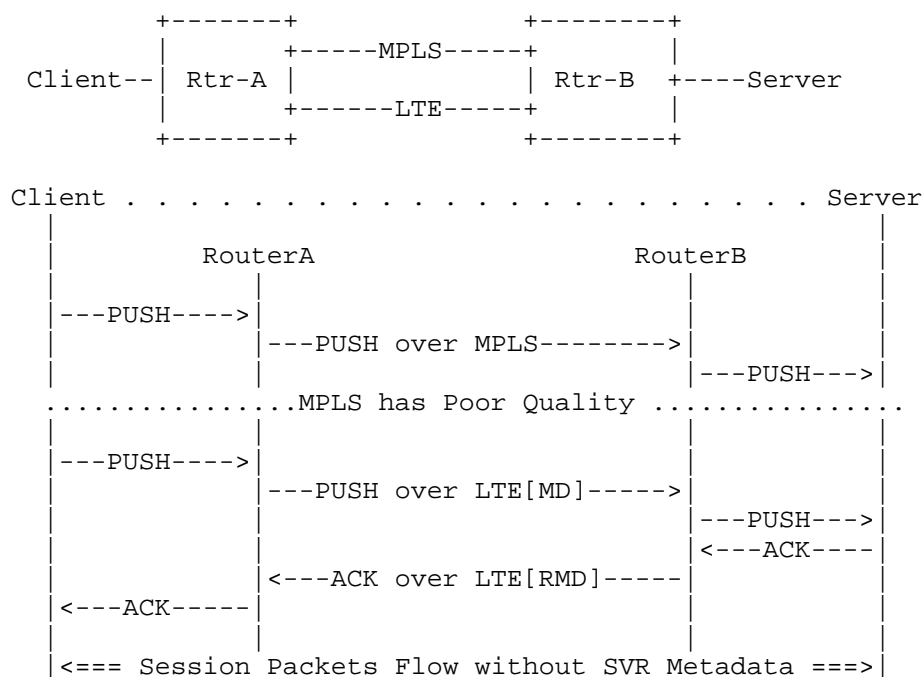 +-------+ +--------+
| +-----MPLS-----+ |
Client--| Rtr-A | | Rtr-B +----Server
| +------LTE-----+ |
+-------+ +--------+
Client . . . . . . . . . . . . . . . . . . . . . . Server
| |
| RouterA RouterB |
| | | |
|---PUSH---->| | |
| |---PUSH over MPLS-------->| |
| | |---PUSH--->|
................MPLS has Poor Quality ................
| | | |
|---PUSH---->| | |
| |---PUSH over LTE[MD]----->| |
| | |---PUSH--->|
| | |<---ACK----|
| |<---ACK over LTE[RMD]-----| |
|<---ACK-----| | |
| | | |
|<=== Session Packets Flow without SVR Metadata ===>|